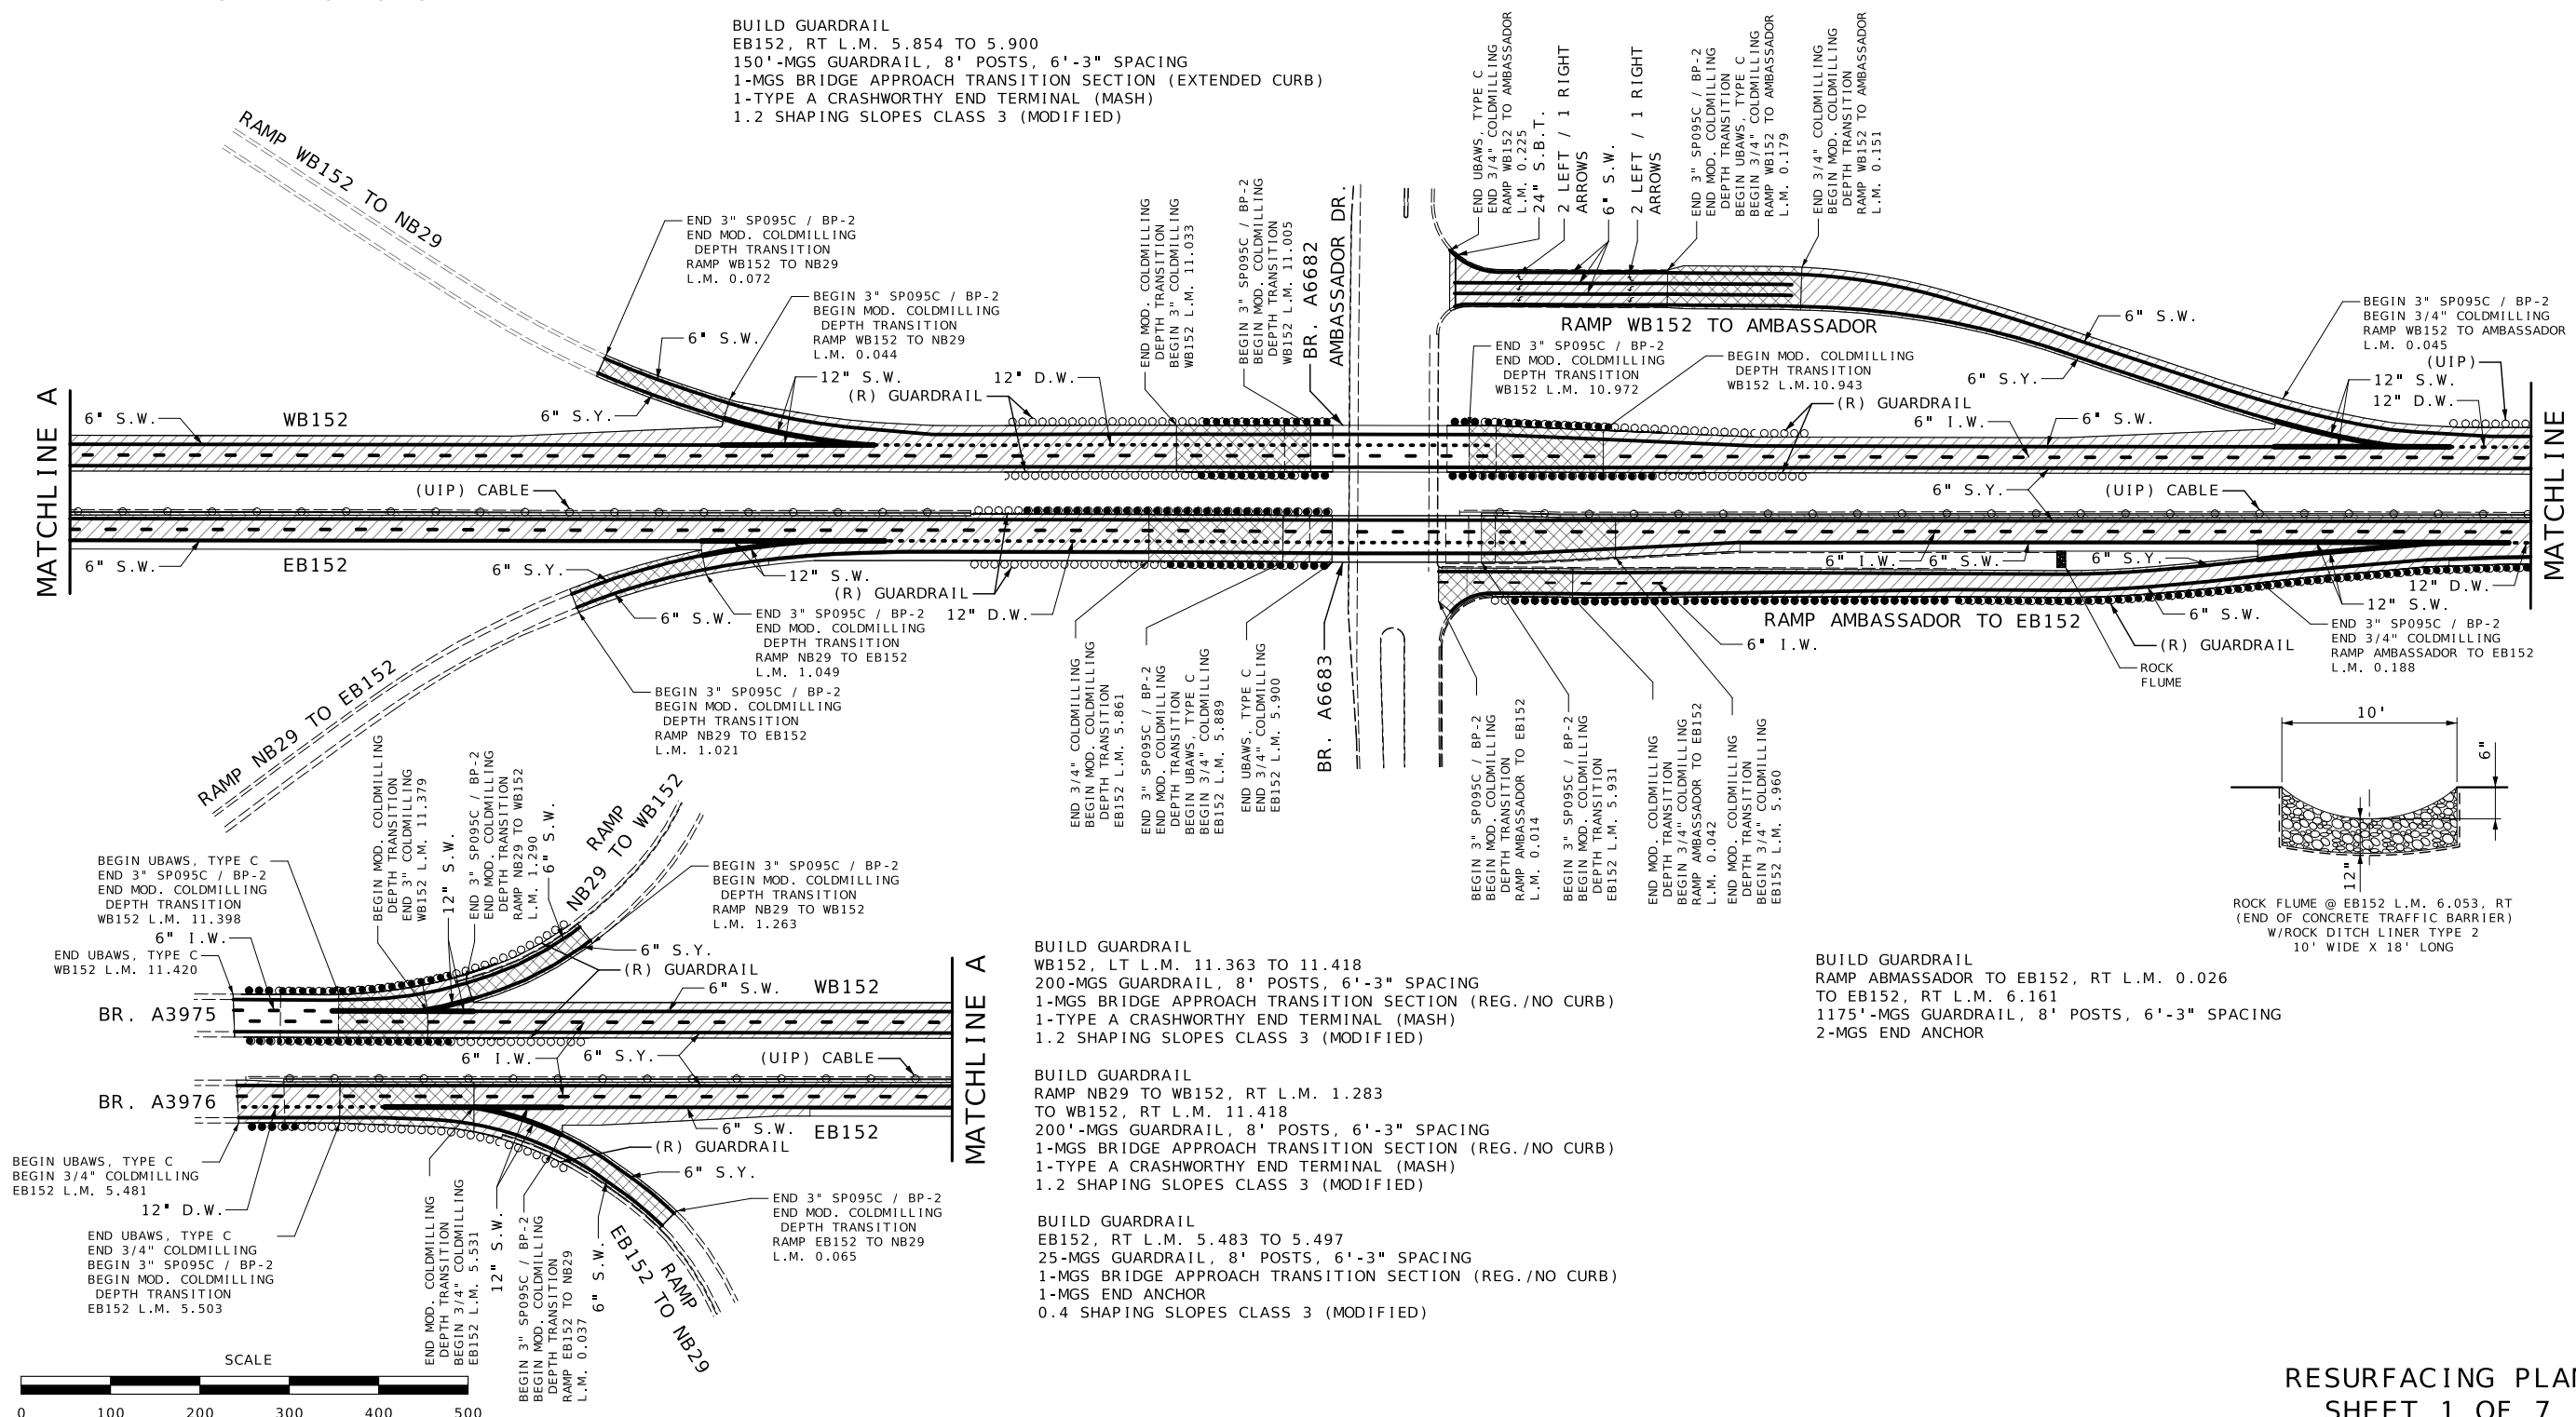 BUILD GUARDRAIL
EB152, RT L.M. 5.854 TO 5.900
150'-MGS GUARDRAIL, 8' POSTS, 6'-3" SPACING
1-MGS BRIDGE APPROACH TRANSITION SECTION (EXTENDED CURB)
1-TYPE A CRASHWORTHY END TERMINAL (MASH)
1.2 SHAPING SLOPES CLASS 3 (MODIFIED)
RAMP WB152 TO NB29
END 3" SP095C / BP-2
END MOD. COLDMILLING
DEPTH TRANSITION
RAMP WB152 TO NB29
L.M. 0.072
BEGIN 3" SP095C / BP-2
BEGIN MOD. COLDMILLING
DEPTH TRANSITION
RAMP WB152 TO NB29
L.M. 0.044
6" S.W.
12" S.W.
6" S.Y.
12" D.W.
(R) GUARDRAIL
END MOD. COLDMILLING
DEPTH TRANSITION
BEGIN 3" COLDMILLING
WB152 L.M. 11.033
BEGIN 3" SP095C / BP-2
BEGIN MOD. COLDMILLING
DEPTH TRANSITION
WB152 L.M. 11.005
BR. A6682
AMBASSADOR DR.
END UBAWS, TYPE C
END 3/4" COLDMILLING
RAMP WB152 TO AMBASSADOR
L.M. 0.225
24" S.B.T.
2 LEFT / 1 RIGHT
ARROWS
6" S.W.
2 LEFT / 1 RIGHT
ARROWS
END 3" SP095C / BP-2
END MOD. COLDMILLING
DEPTH TRANSITION
BEGIN UBAWS, TYPE C
BEGIN 3/4" COLDMILLING
RAMP WB152 TO AMBASSADOR
L.M. 0.179
END 3/4" COLDMILLING
BEGIN MOD. COLDMILLING
DEPTH TRANSITION
RAMP WB152 TO AMBASSADOR
L.M. 0.151
RAMP WB152 TO AMBASSADOR
END 3" SP095C / BP-2
END MOD. COLDMILLING
DEPTH TRANSITION
WB152 L.M. 10.972
BEGIN MOD. COLDMILLING
DEPTH TRANSITION
WB152 L.M.10.943
(R) GUARDRAIL
6" S.W.
6" S.Y.
BEGIN 3" SP095C / BP-2
BEGIN 3/4" COLDMILLING
RAMP WB152 TO AMBASSADOR
L.M. 0.045
(UIP)
12" S.W.
12" D.W.
6" I.W.
6" S.W.
MATCHLINE A
6" S.W.
WB152
(UIP) CABLE
6" S.Y.
(UIP) CABLE
MATCHLINE
6" S.W.
EB152
6" S.Y.
12" S.W.
(R) GUARDRAIL
6" S.W.
12" D.W.
END 3" SP095C / BP-2
END MOD. COLDMILLING
DEPTH TRANSITION
RAMP NB29 TO EB152
L.M. 1.049
BEGIN 3" SP095C / BP-2
BEGIN MOD. COLDMILLING
DEPTH TRANSITION
RAMP NB29 TO EB152
L.M. 1.021
RAMP NB29 TO EB152
END 3/4" COLDMILLING
BEGIN MOD. COLDMILLING
DEPTH TRANSITION
EB152 L.M. 5.861
END 3" SP095C / BP-2
END MOD. COLDMILLING
DEPTH TRANSITION
BEGIN UBAWS, TYPE C
BEGIN 3/4" COLDMILLING
EB152 L.M. 5.889
END UBAWS, TYPE C
END 3/4" COLDMILLING
EB152 L.M. 5.900
BR. A6683
6" I.W.
6" S.W.
6" S.Y.
12" D.W.
RAMP AMBASSADOR TO EB152
6" I.W.
6" S.W.
12" S.W.
(R) GUARDRAIL
ROCK
FLUME
END 3" SP095C / BP-2
END 3/4" COLDMILLING
RAMP AMBASSADOR TO EB152
L.M. 0.188
BEGIN 3" SP095C / BP-2
BEGIN MOD. COLDMILLING
DEPTH TRANSITION
RAMP AMBASSADOR TO EB152
L.M. 0.014
BEGIN 3" SP095C / BP-2
BEGIN MOD. COLDMILLING
DEPTH TRANSITION
EB152 L.M. 5.931
END MOD. COLDMILLING
DEPTH TRANSITION
BEGIN 3/4" COLDMILLING
RAMP AMBASSADOR TO EB152
L.M. 0.042
END MOD. COLDMILLING
DEPTH TRANSITION
BEGIN 3/4" COLDMILLING
EB152 L.M. 5.960
10'
6"
12"
ROCK FLUME @ EB152 L.M. 6.053, RT
(END OF CONCRETE TRAFFIC BARRIER)
W/ROCK DITCH LINER TYPE 2
10' WIDE X 18' LONG
BEGIN UBAWS, TYPE C
END 3" SP095C / BP-2
END MOD. COLDMILLING
DEPTH TRANSITION
WB152 L.M. 11.398
6" I.W.
END UBAWS, TYPE C
WB152 L.M. 11.420
BEGIN MOD. COLDMILLING
DEPTH TRANSITION
END 3" COLDMILLING
WB152 L.M. 11.379
12" S.W.
END 3" SP095C / BP-2
END MOD. COLDMILLING
DEPTH TRANSITION
RAMP NB29 TO WB152
L.M. 1.290
6" S.W.
RAMP
NB29 TO WB152
BEGIN 3" SP095C / BP-2
BEGIN MOD. COLDMILLING
DEPTH TRANSITION
RAMP NB29 TO WB152
L.M. 1.263
6" S.Y.
(R) GUARDRAIL
6" S.W.
WB152
BR. A3975
6" I.W.
6" S.Y.
(UIP) CABLE
MATCHLINE A
BR. A3976
6" S.W.
EB152
(R) GUARDRAIL
6" S.Y.
BEGIN UBAWS, TYPE C
BEGIN 3/4" COLDMILLING
EB152 L.M. 5.481
12" D.W.
END UBAWS, TYPE C
END 3/4" COLDMILLING
BEGIN 3" SP095C / BP-2
BEGIN MOD. COLDMILLING
DEPTH TRANSITION
EB152 L.M. 5.503
END MOD. COLDMILLING
DEPTH TRANSITION
BEGIN 3/4" COLDMILLING
EB152 L.M. 5.531
12" S.W.
BEGIN 3" SP095C / BP-2
BEGIN MOD. COLDMILLING
DEPTH TRANSITION
RAMP EB152 TO NB29
L.M. 0.037
6" S.W.
RAMP
EB152 TO NB29
END 3" SP095C / BP-2
END MOD. COLDMILLING
DEPTH TRANSITION
RAMP EB152 TO NB29
L.M. 0.065
BUILD GUARDRAIL
WB152, LT L.M. 11.363 TO 11.418
200-MGS GUARDRAIL, 8' POSTS, 6'-3" SPACING
1-MGS BRIDGE APPROACH TRANSITION SECTION (REG./NO CURB)
1-TYPE A CRASHWORTHY END TERMINAL (MASH)
1.2 SHAPING SLOPES CLASS 3 (MODIFIED)
BUILD GUARDRAIL
RAMP NB29 TO WB152, RT L.M. 1.283
TO WB152, RT L.M. 11.418
200'-MGS GUARDRAIL, 8' POSTS, 6'-3" SPACING
1-MGS BRIDGE APPROACH TRANSITION SECTION (REG./NO CURB)
1-TYPE A CRASHWORTHY END TERMINAL (MASH)
1.2 SHAPING SLOPES CLASS 3 (MODIFIED)
BUILD GUARDRAIL
EB152, RT L.M. 5.483 TO 5.497
25-MGS GUARDRAIL, 8' POSTS, 6'-3" SPACING
1-MGS BRIDGE APPROACH TRANSITION SECTION (REG./NO CURB)
1-MGS END ANCHOR
0.4 SHAPING SLOPES CLASS 3 (MODIFIED)
BUILD GUARDRAIL
RAMP ABMASSADOR TO EB152, RT L.M. 0.026
TO EB152, RT L.M. 6.161
1175'-MGS GUARDRAIL, 8' POSTS, 6'-3" SPACING
2-MGS END ANCHOR
SCALE
0 100 200 300 400 500
RESURFACING PLAN
SHEET 1 OF 7